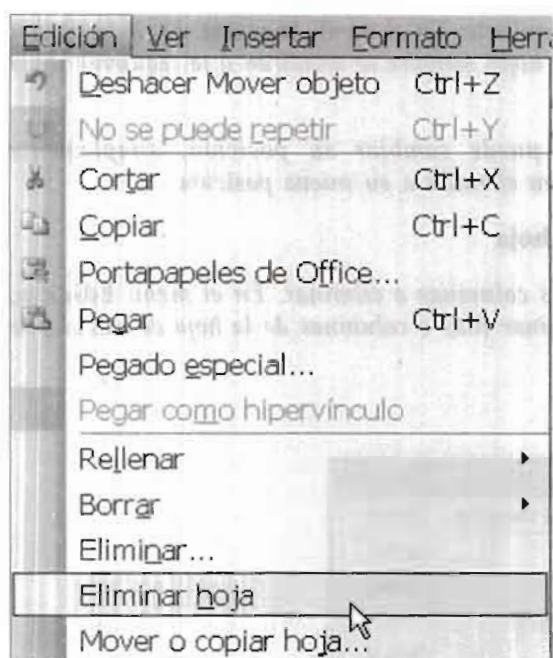 Edición Ver Insertar Formato Herr
Deshacer Mover objeto Ctrl+Z
No se puede repetir Ctrl+Y
Cortar Ctrl+X
Copiar Ctrl+C
Portapapeles de Office...
Pegar Ctrl+V
Pegado especial...
Pegar como hipervínculo
Rellenar
Borrar
Eliminar...
Eliminar hoja
Mover o copiar hoja...